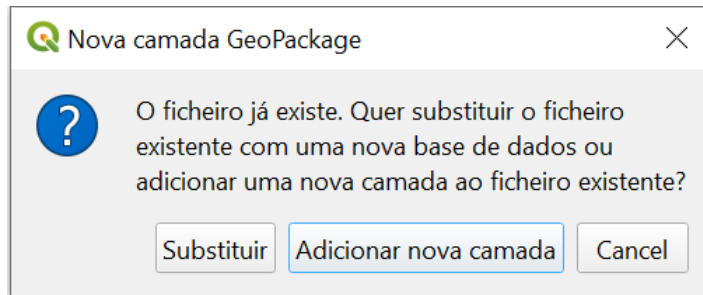 Nova camada GeoPackage
O ficheiro já existe. Quer substituir o ficheiro
existente com uma nova base de dados ou
adicionar uma nova camada ao ficheiro existente?
Substituir Adicionar nova camada Cancel